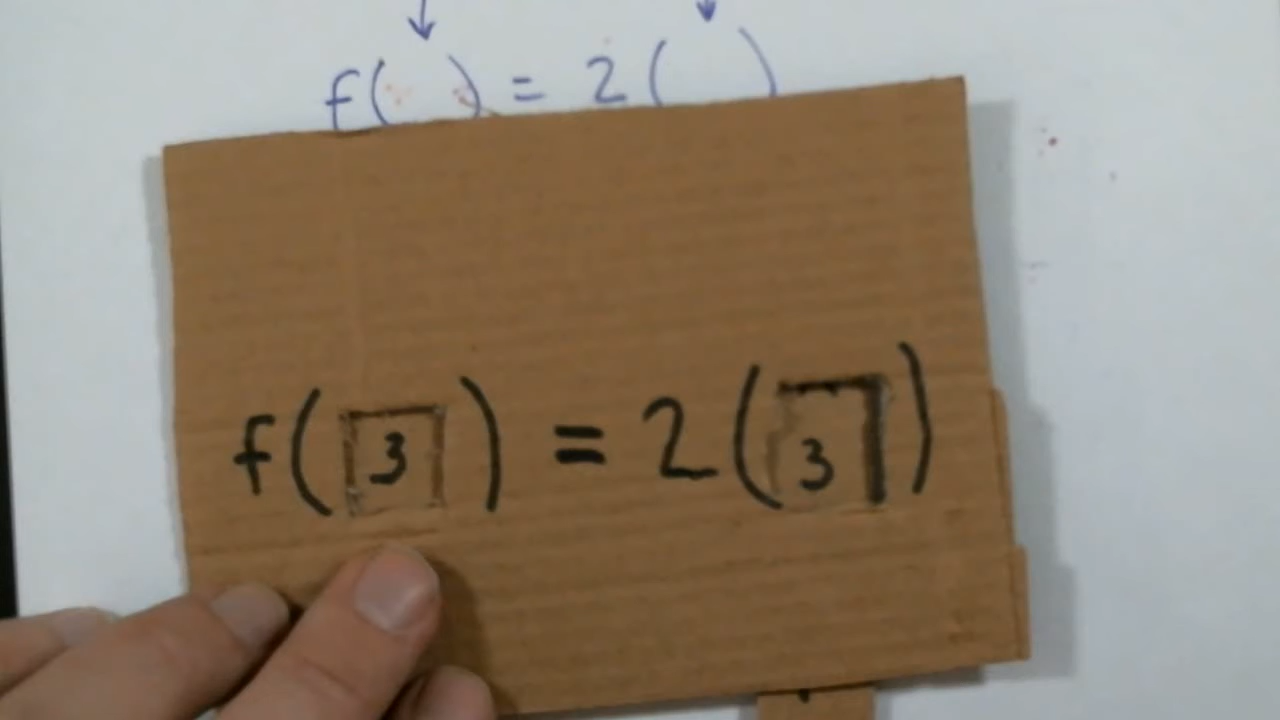 f( ) = 2( )
f(3) = 2(3)